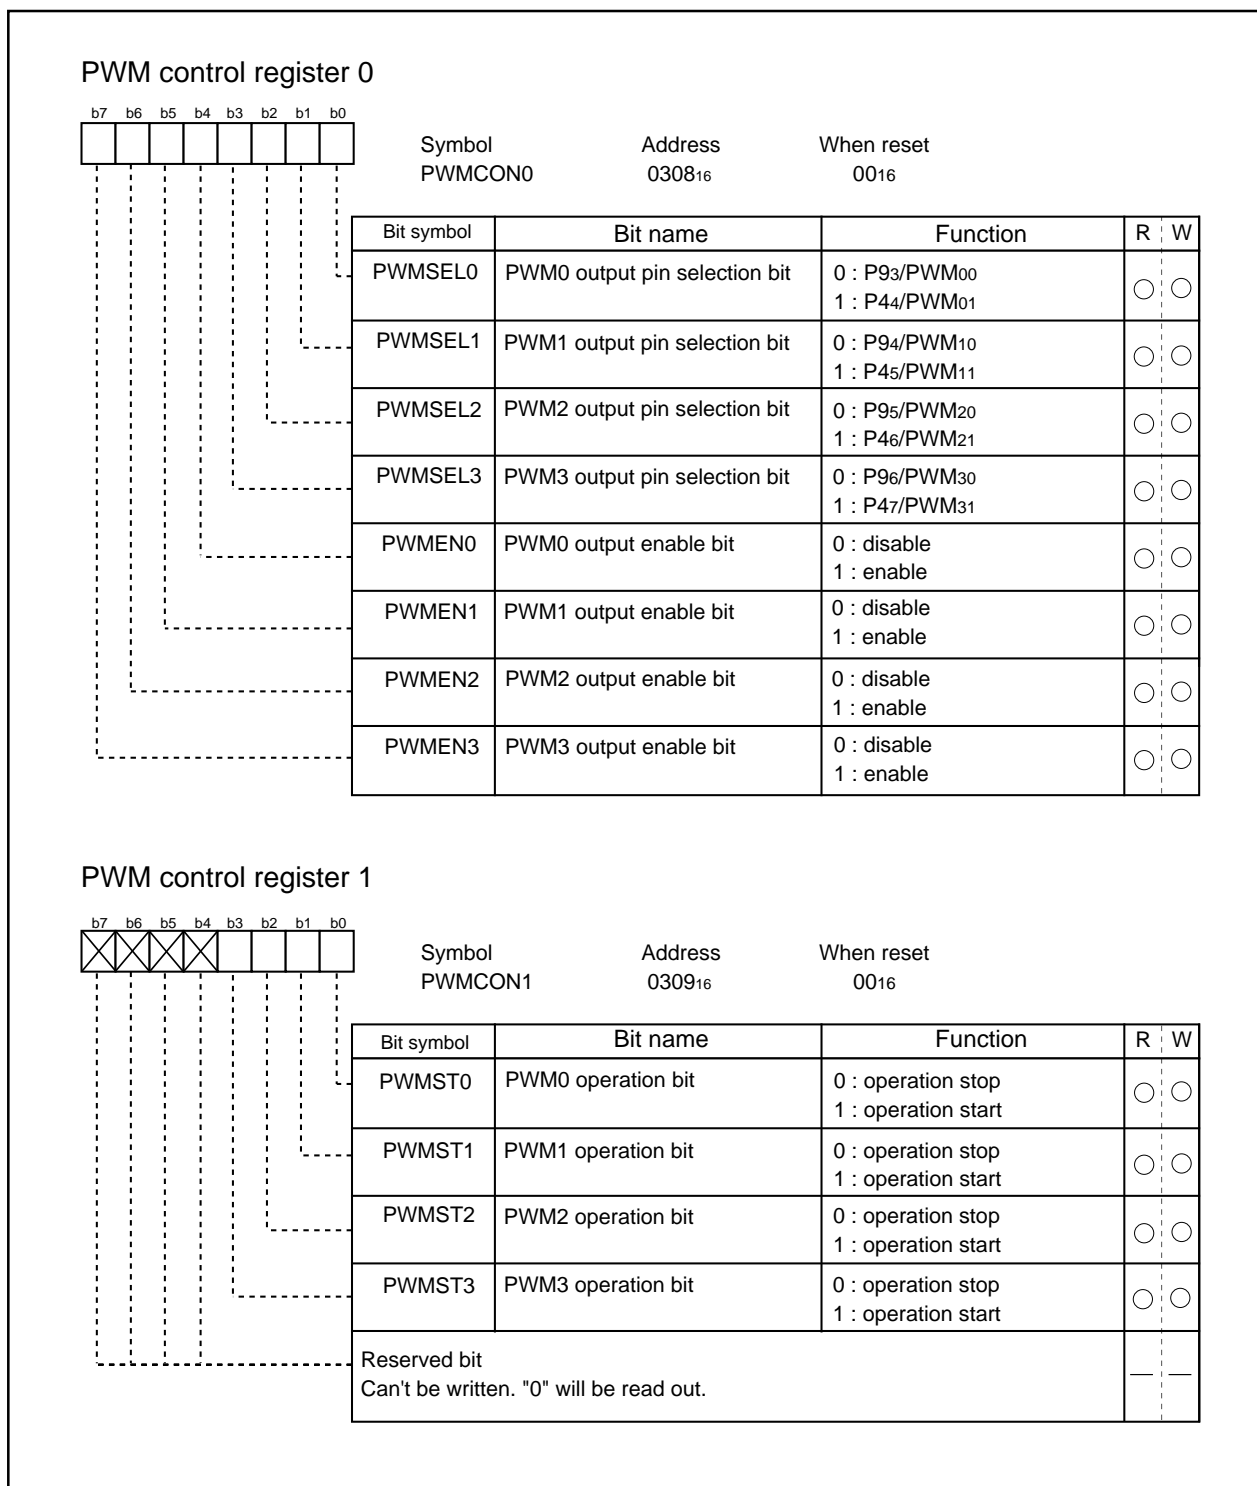 PWM control register 0
b7 b6 b5 b4 b3 b2 b1 b0
Symbol Address When reset
PWMCON0 030816 0016
Bit symbol Bit name Function R W
PWMSEL0 PWM0 output pin selection bit 0 : P93/PWM00
1 : P44/PWM01
PWMSEL1 PWM1 output pin selection bit 0 : P94/PWM10
1 : P45/PWM11
PWMSEL2 PWM2 output pin selection bit 0 : P95/PWM20
1 : P46/PWM21
PWMSEL3 PWM3 output pin selection bit 0 : P96/PWM30
1 : P47/PWM31
PWMEN0 PWM0 output enable bit 0 : disable
1 : enable
PWMEN1 PWM1 output enable bit 0 : disable
1 : enable
PWMEN2 PWM2 output enable bit 0 : disable
1 : enable
PWMEN3 PWM3 output enable bit 0 : disable
1 : enable
PWM control register 1
b7 b6 b5 b4 b3 b2 b1 b0
Symbol Address When reset
PWMCON1 030916 0016
Bit symbol Bit name Function R W
PWMST0 PWM0 operation bit 0 : operation stop
1 : operation start
PWMST1 PWM1 operation bit 0 : operation stop
1 : operation start
PWMST2 PWM2 operation bit 0 : operation stop
1 : operation start
PWMST3 PWM3 operation bit 0 : operation stop
1 : operation start
Reserved bit
Can't be written. "0" will be read out. — —